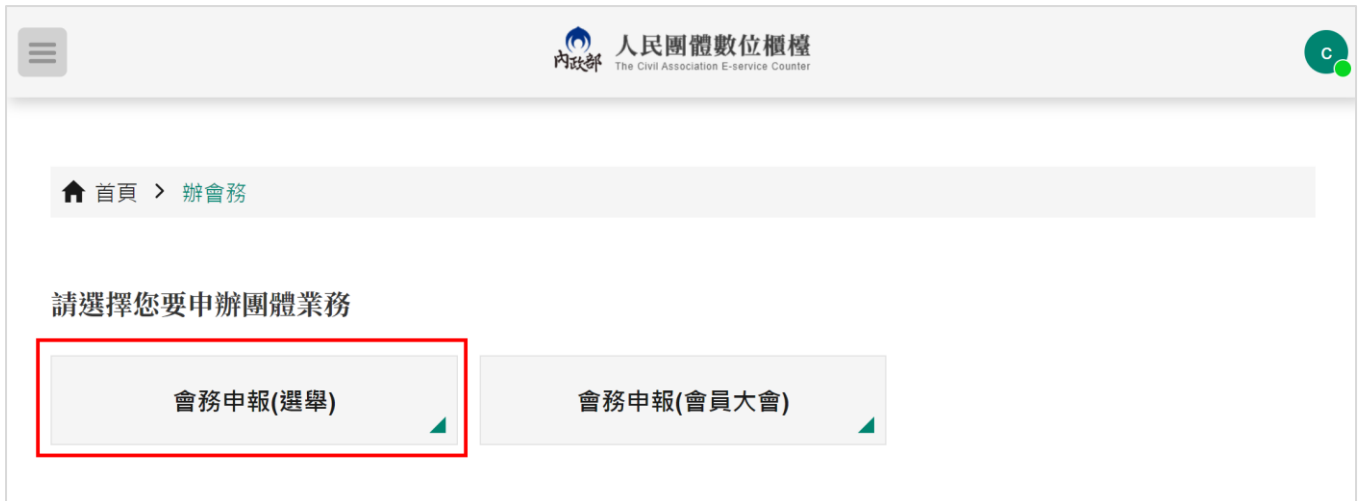 內政部
人民團體數位櫃檯
The Civil Association E-service Counter
C
首頁 > 辦會務
請選擇您要申辦團體業務
會務申報(選舉)
會務申報(會員大會)